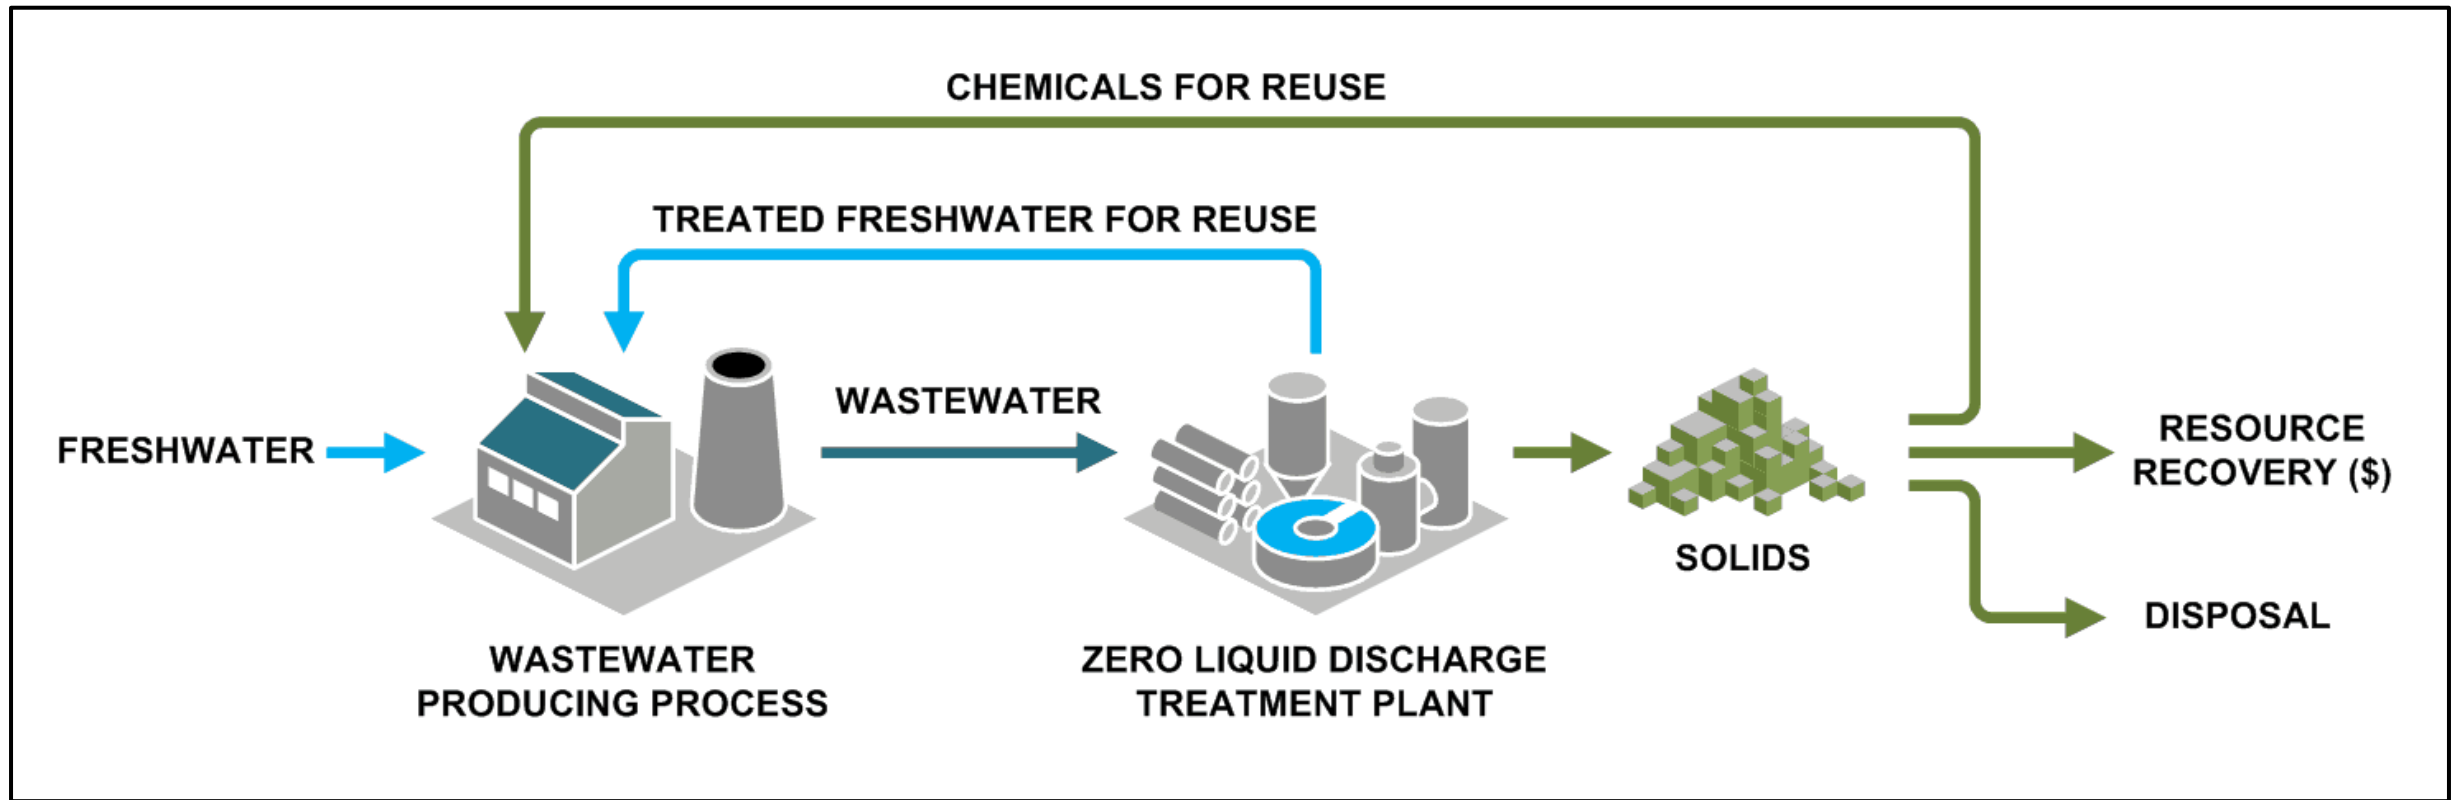 CHEMICALS FOR REUSE
TREATED FRESHWATER FOR REUSE
FRESHWATER
WASTEWATER
RESOURCE
RECOVERY ($)
SOLIDS
DISPOSAL
WASTEWATER
PRODUCING PROCESS
ZERO LIQUID DISCHARGE
TREATMENT PLANT